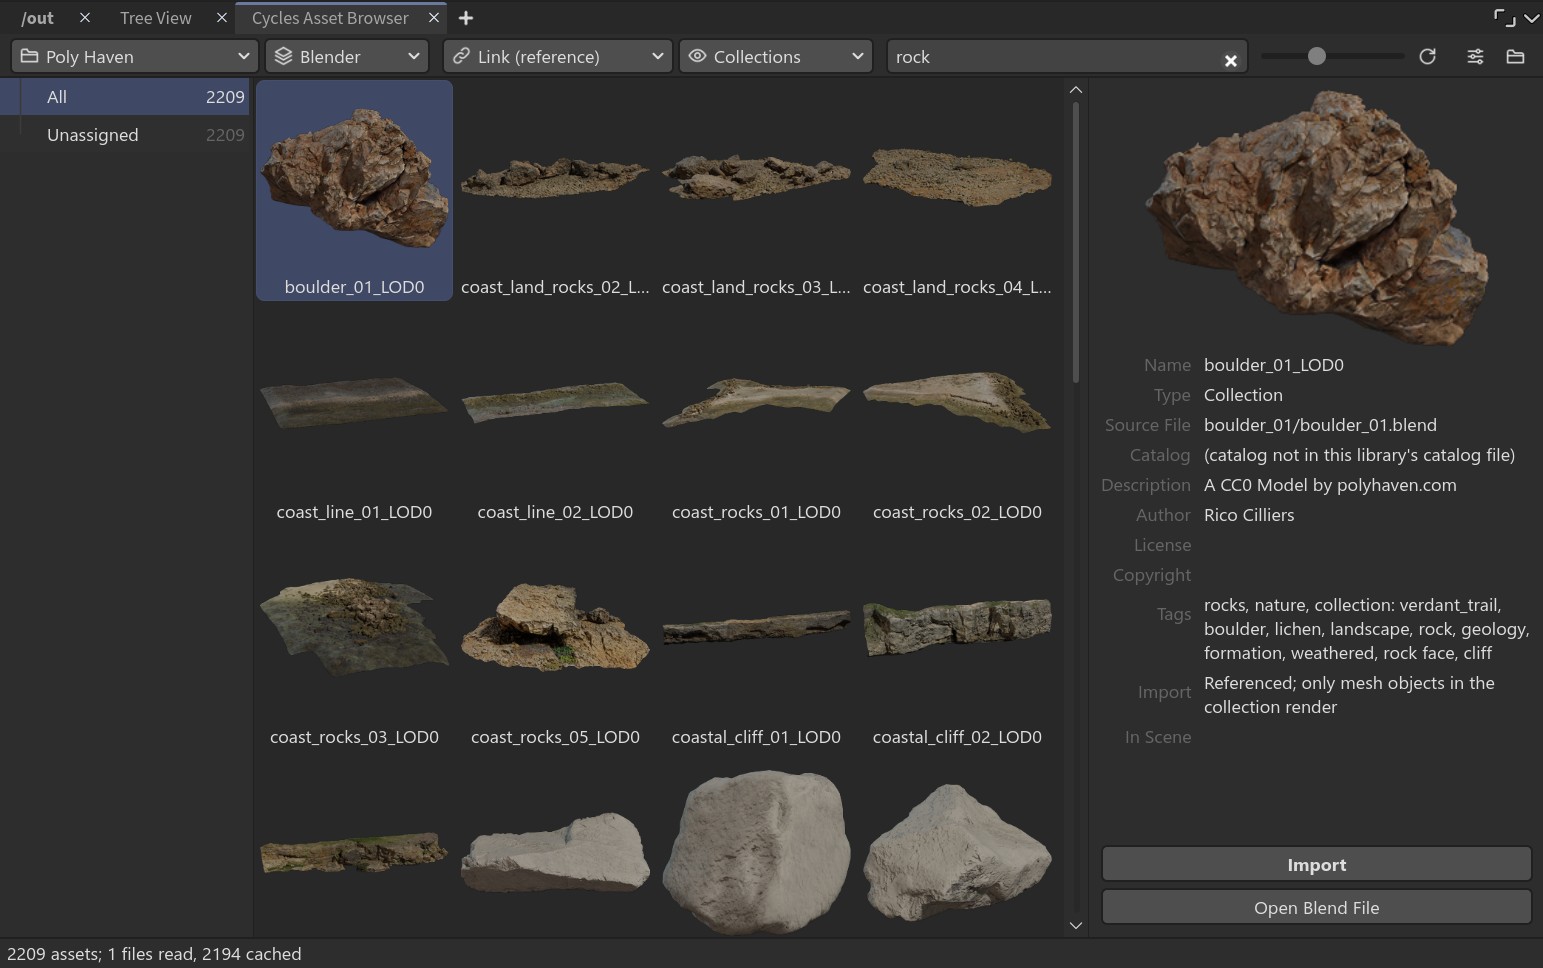 /out
Tree View
Cycles Asset Browser
Poly Haven
Blender
Link (reference)
Collections
rock
All 2209
Unassigned 2209
boulder_01_LOD0
coast_land_rocks_02_L...
coast_land_rocks_03_L...
coast_land_rocks_04_L...
coast_line_01_LOD0
coast_line_02_LOD0
coast_rocks_01_LOD0
coast_rocks_02_LOD0
coast_rocks_03_LOD0
coast_rocks_05_LOD0
coastal_cliff_01_LOD0
coastal_cliff_02_LOD0
Name boulder_01_LOD0
Type Collection
Source File boulder_01/boulder_01.blend
Catalog (catalog not in this library's catalog file)
Description A CC0 Model by polyhaven.com
Author Rico Cilliers
License
Copyright
Tags rocks, nature, collection: verdant_trail,
boulder, lichen, landscape, rock, geology,
formation, weathered, rock face, cliff
Import Referenced; only mesh objects in the
collection render
In Scene
Import
Open Blend File
2209 assets; 1 files read, 2194 cached